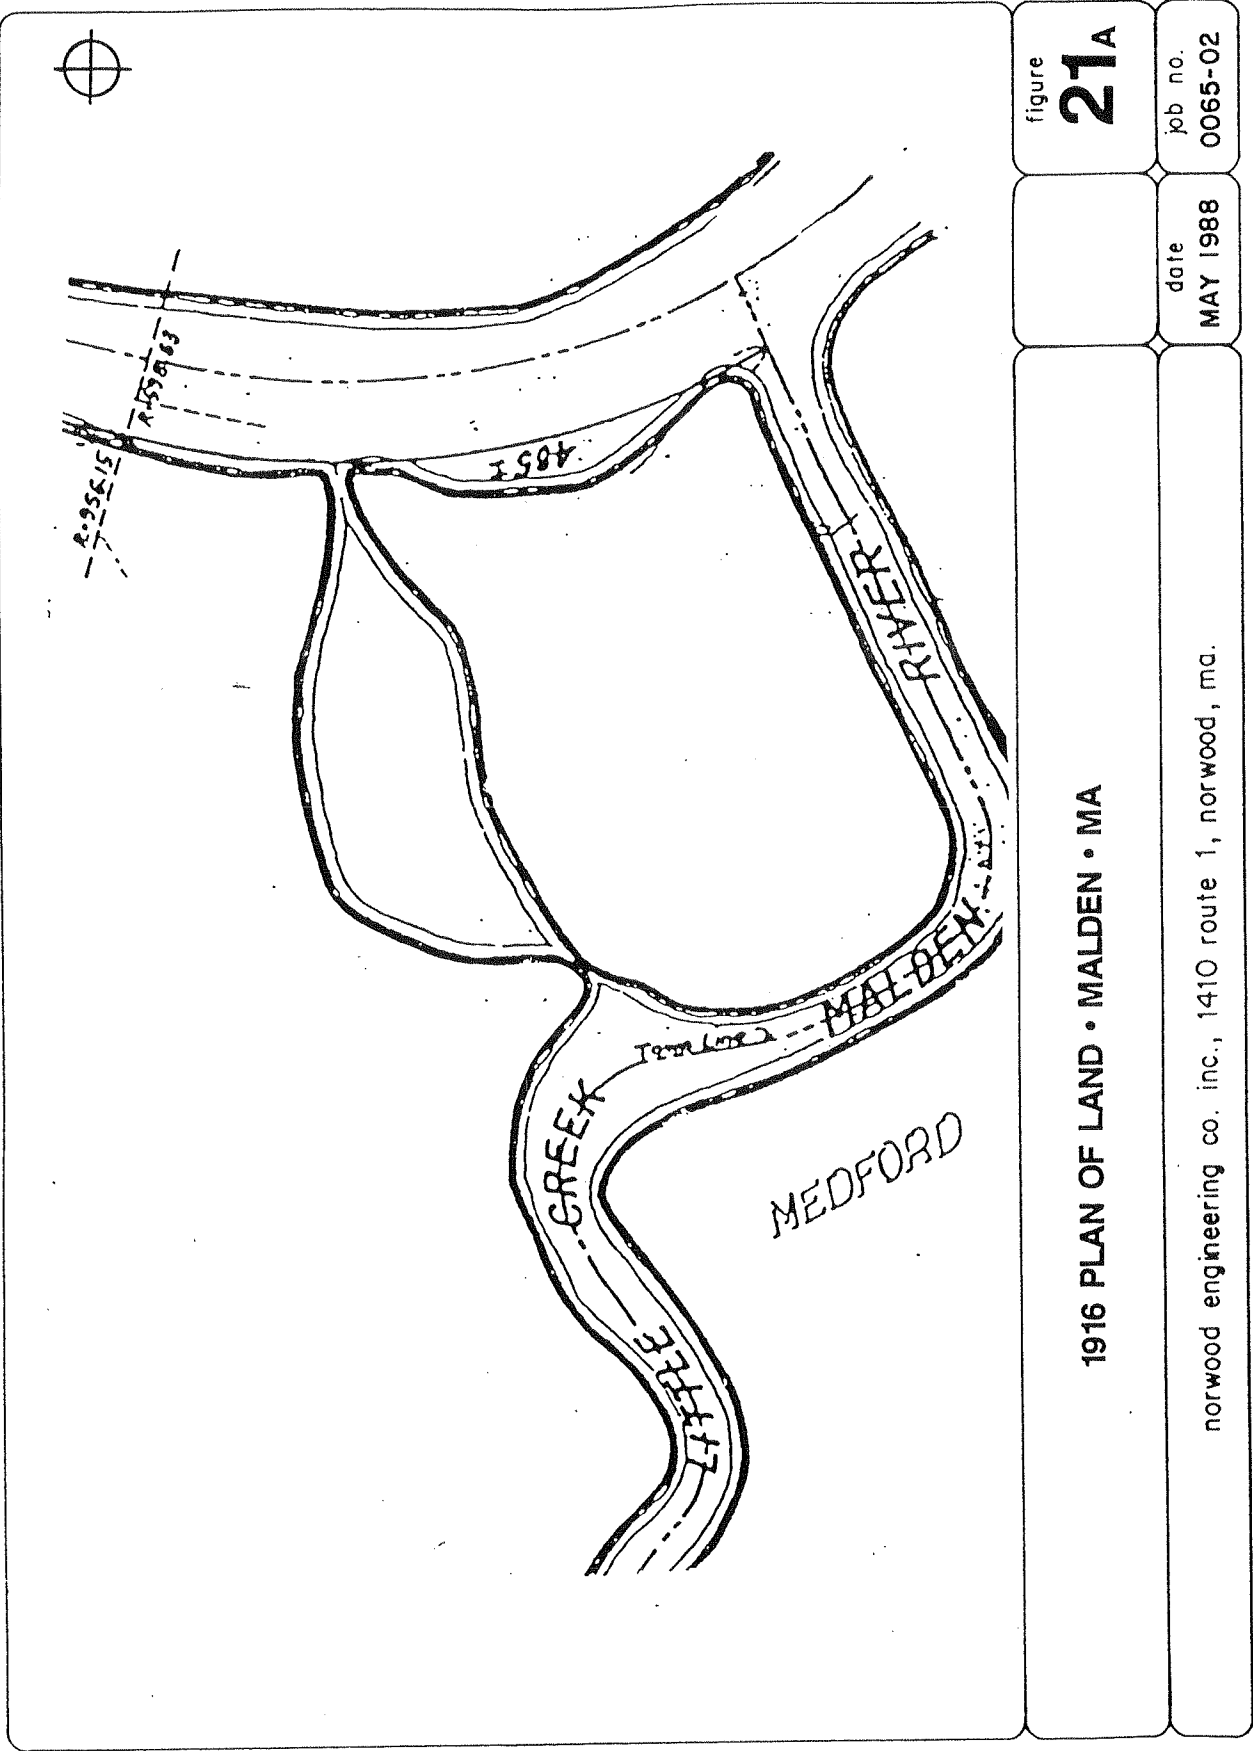 R=598.63
R=956.15
485±
RIVER
MALDEN
CREEK
LITTLE
MEDFORD
figure
21A
1916 PLAN OF LAND • MALDEN • MA
date
MAY 1988
job no.
0065-02
norwood engineering co. inc., 1410 route 1, norwood, ma.